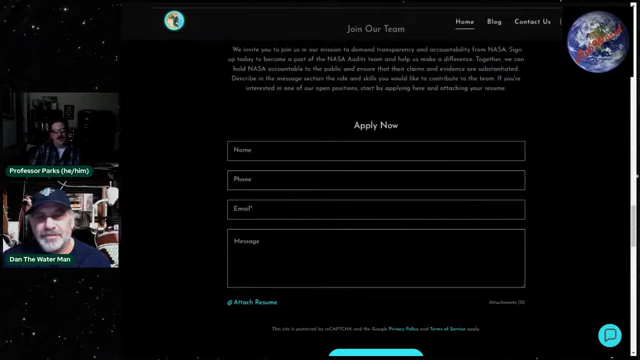 Join Our Team
Home Blog Contact Us
We invite you to join us in our mission to demand transparency and accountability from NASA. Sign
up today to become a part of the NASA Audits team and help us make a difference. Together, we can
hold NASA accountable to the public and ensure that their claims and evidence are substantiated.
Describe in the message section the role and skills you would like to contribute to the team. If you're
interested in one of our open positions, start by applying here and attaching your resume.
Apply Now
Name
Phone
Email*
Message
Attach Resume
Attachments (0)
This site is protected by reCAPTCHA and the Google Privacy Policy and Terms of Service apply.
Professor Parks (he/him)
Dan The Water Man